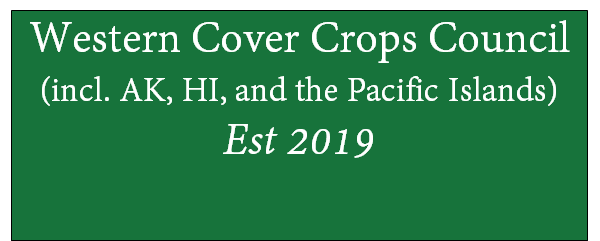 Western Cover Crops Council
(incl. AK, HI, and the Pacific Islands)
Est 2019